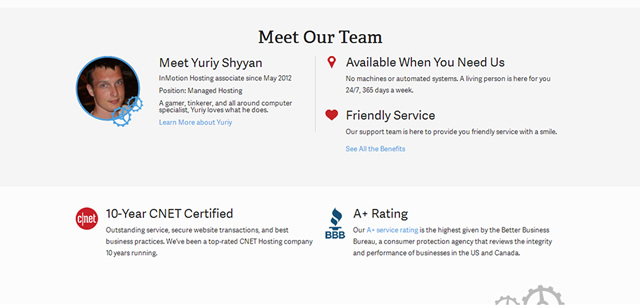 Meet Our Team
Meet Yuriy Shyyan
InMotion Hosting associate since May 2012
Position: Managed Hosting
A gamer, tinkerer, and all around computer
specialist, Yuriy loves what he does.
Learn More about Yuriy
Available When You Need Us
No machines or automated systems. A living person is here for you
24/7, 365 days a week.
Friendly Service
Our support team is here to provide you friendly service with a smile.
See All the Benefits
c|net
10-Year CNET Certified
Outstanding service, secure website transactions, and best
business practices. We've been a top-rated CNET Hosting company
10 years running.
BBB
A+ Rating
Our A+ service rating is the highest given by the Better Business
Bureau, a consumer protection agency that reviews the integrity
and performance of businesses in the US and Canada.